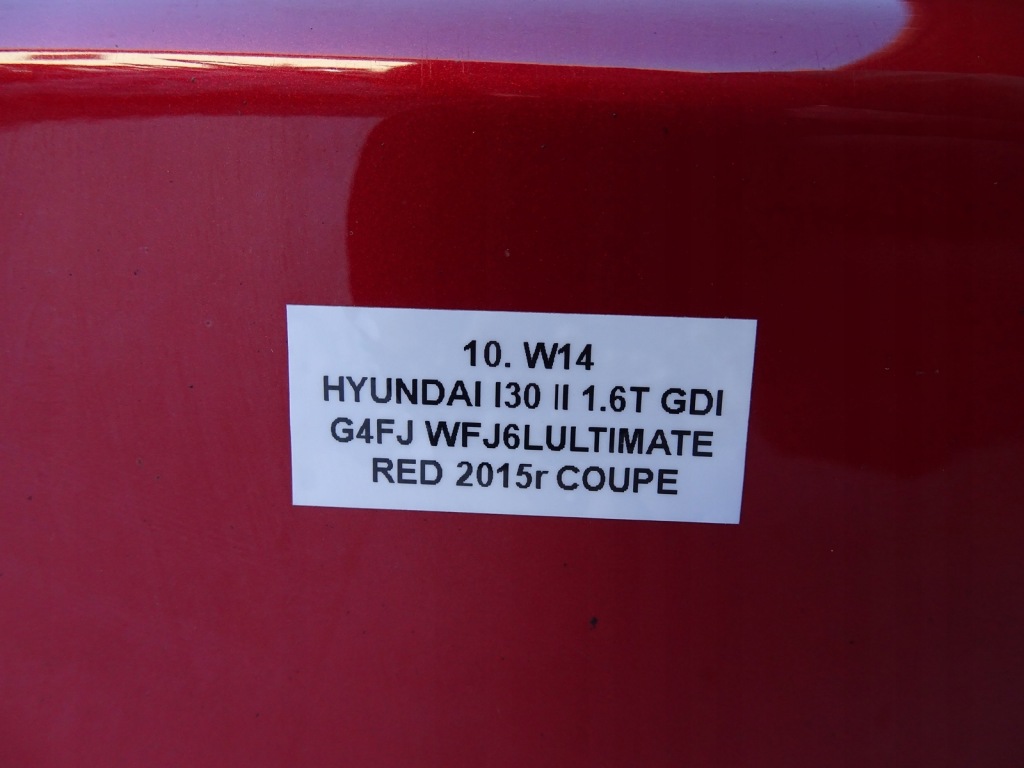 10. W14
HYUNDAI I30 II 1.6T GDI
G4FJ WFJ6LULTIMATE
RED 2015r COUPE